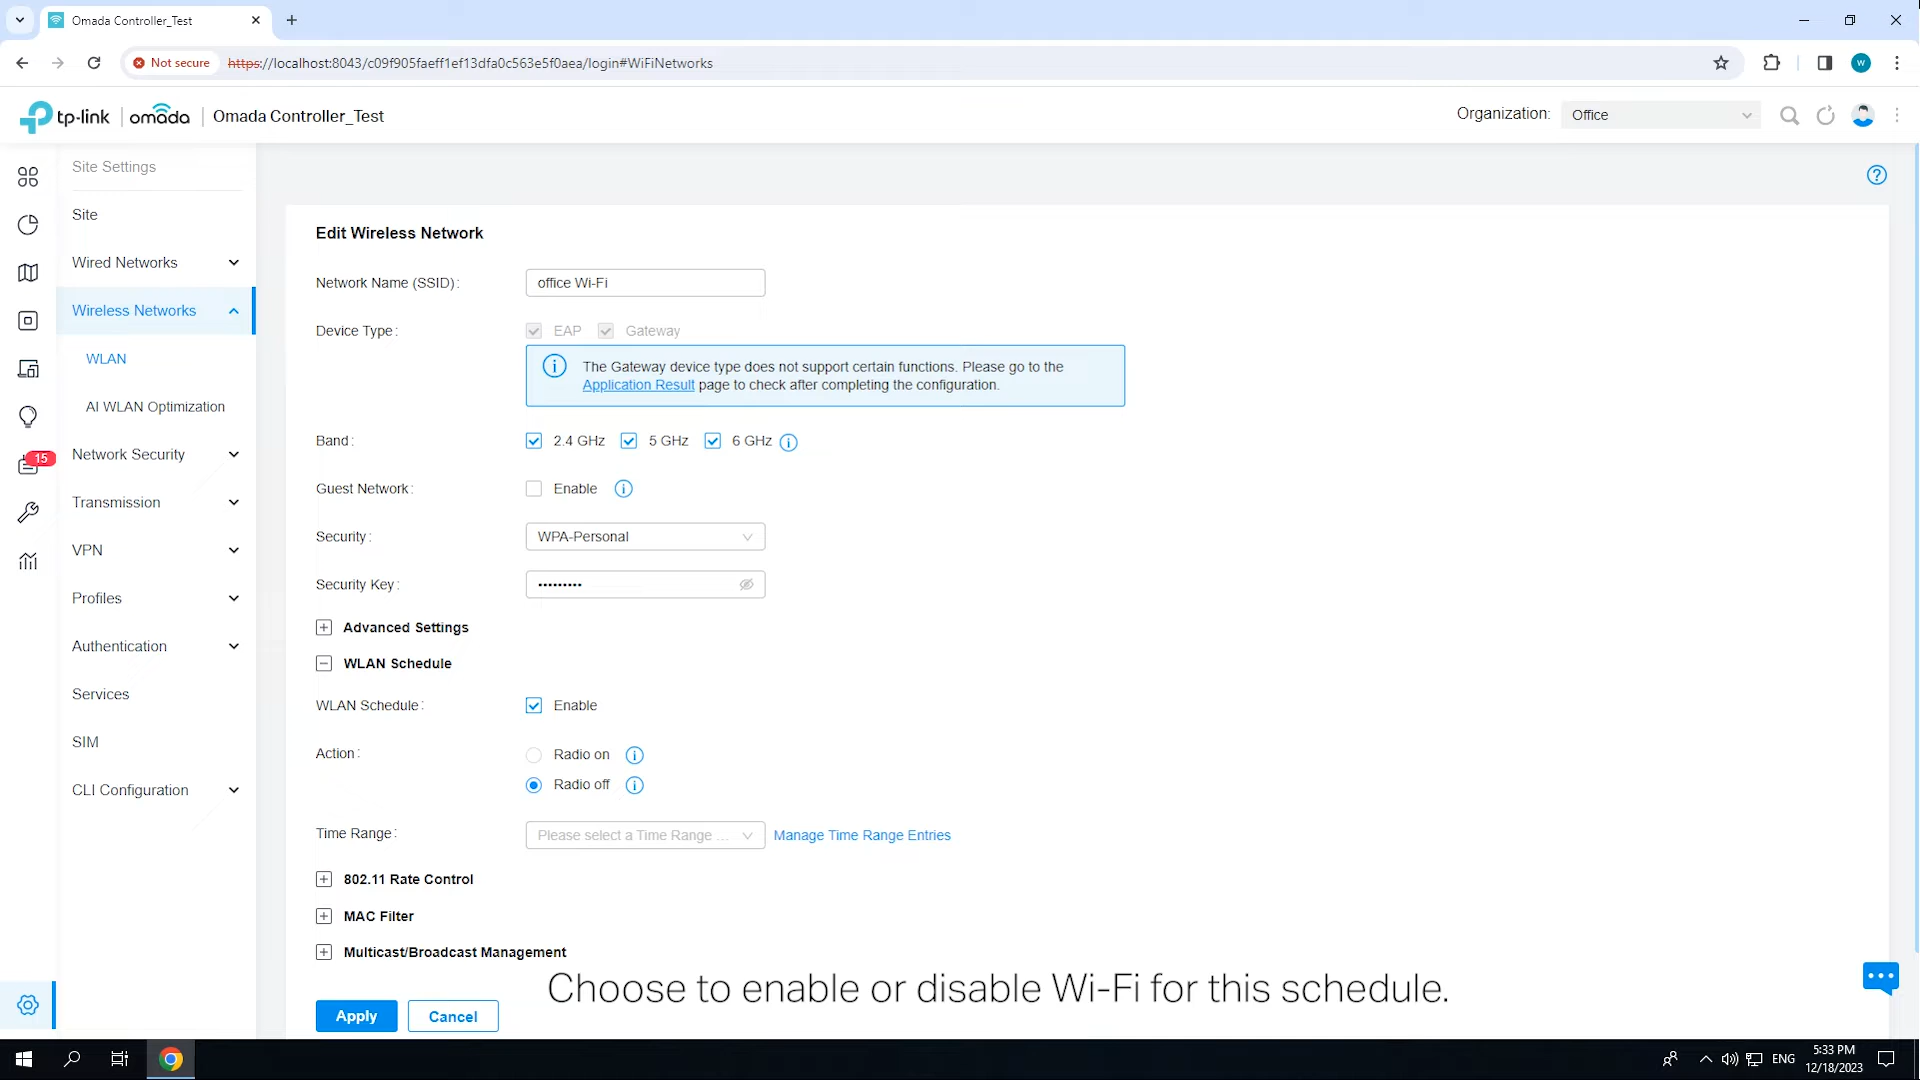 Omada Controller_Test
Not secure
https://localhost:8043/c09f905faeff1ef13dfa0c563e5f0aea/login#WiFiNetworks
w
tp-link | omada | Omada Controller_Test
Organization: Office
Site Settings
Site
Wired Networks
Wireless Networks
WLAN
AI WLAN Optimization
Network Security
15
Transmission
VPN
Profiles
Authentication
Services
SIM
CLI Configuration
Edit Wireless Network
Network Name (SSID): office Wi-Fi
Device Type: EAP Gateway
The Gateway device type does not support certain functions. Please go to the
Application Result page to check after completing the configuration.
Band: 2.4 GHz 5 GHz 6 GHz
Guest Network: Enable
Security: WPA-Personal
Security Key: •••••••••
Advanced Settings
WLAN Schedule
WLAN Schedule: Enable
Action: Radio on
Radio off
Time Range: Please select a Time Range ... Manage Time Range Entries
802.11 Rate Control
MAC Filter
Multicast/Broadcast Management
Choose to enable or disable Wi-Fi for this schedule.
Apply Cancel
ENG
5:33 PM
12/18/2023